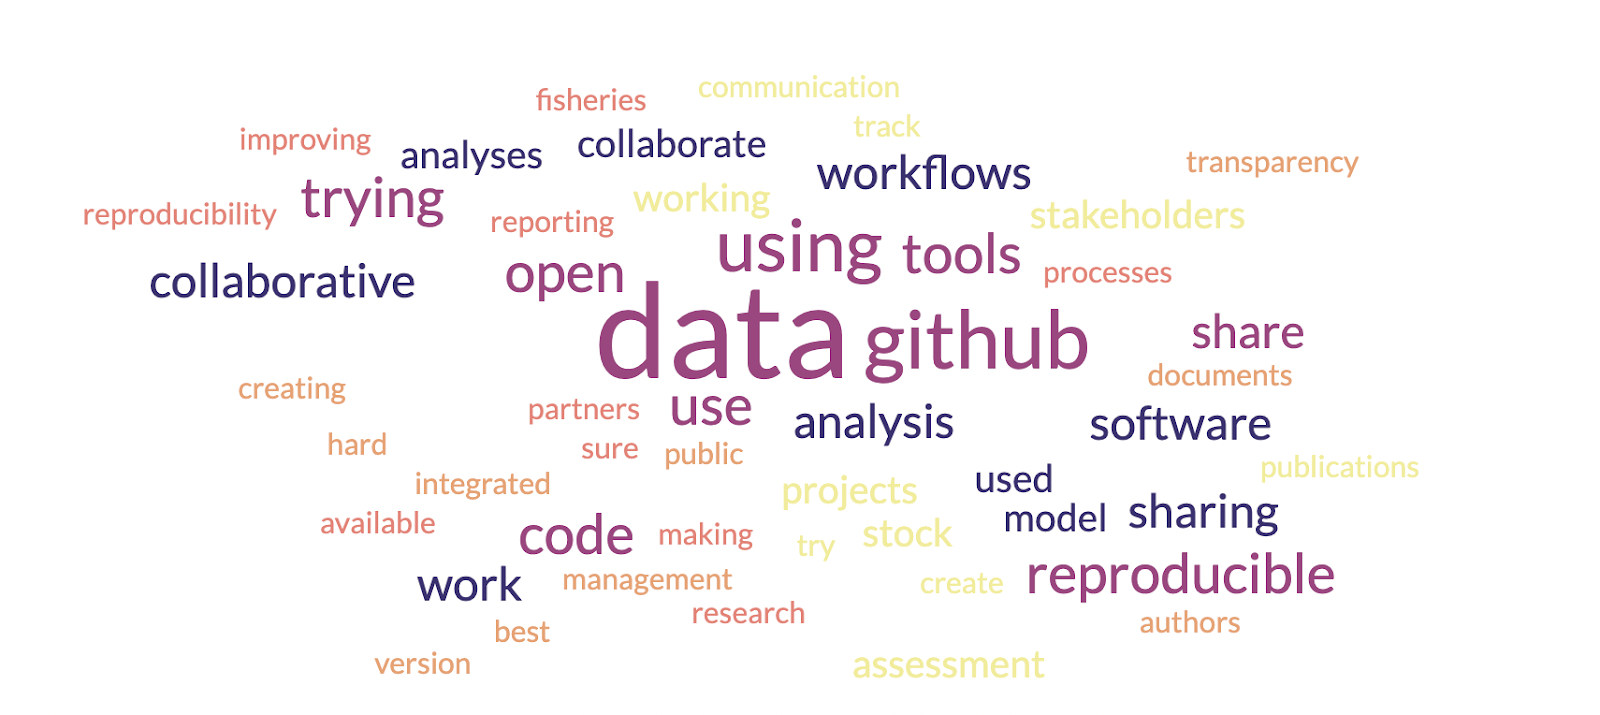 communication
fisheries
track
improving
collaborate
analyses
workflows
transparency
trying
working
reproducibility
reporting
stakeholders
using
tools
open
processes
collaborative
data
github
share
documents
creating
partners
use
analysis
software
hard
sure
public
publications
integrated
projects
used
available
code
making
try
stock
model
sharing
work
management
create
reproducible
research
authors
best
version
assessment